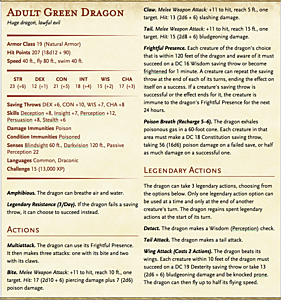 ADULT GREEN DRAGON
Huge dragon, lawful evil
Armor Class 19 (Natural Armor)
Hit Points 207 (18d12 + 90)
Speed 40 ft., fly 80 ft., swim 40 ft.
STR DEX CON INT WIS CHA
23 (+6) 12 (+1) 21 (+5) 18 (+4) 15 (+2) 17 (+3)
Saving Throws DEX +6, CON +10, WIS +7, CHA +8
Skills Deception +8, Insight +7, Perception +12,
Persuasion +8, Stealth +6
Damage Immunities Poison
Condition Immunities Poisoned
Senses Blindsight 60 ft., Darkvision 120 ft., Passive
Perception 22
Languages Common, Draconic
Challenge 15 (13,000 XP)
Amphibious. The dragon can breathe air and water.
Legendary Resistance (3/Day). If the dragon fails a saving
throw, it can choose to succeed instead.
ACTIONS
Multiattack. The dragon can use its Frightful Presence.
It then makes three attacks: one with its bite and two
with its claws.
Bite. Melee Weapon Attack: +11 to hit, reach 10 ft., one
target. Hit: 17 (2d10 + 6) piercing damage plus 7 (2d6)
poison damage.
Claw. Melee Weapon Attack: +11 to hit, reach 5 ft., one
target. Hit: 13 (2d6 + 6) slashing damage.
Tail. Melee Weapon Attack: +11 to hit, reach 15 ft., one
target. Hit: 15 (2d8 + 6) bludgeoning damage.
Frightful Presence. Each creature of the dragon's choice
that is within 120 feet of the dragon and aware of it must
succeed on a DC 16 Wisdom saving throw or become
frightened for 1 minute. A creature can repeat the saving
throw at the end of each of its turns, ending the effect on
itself on a success. If a creature's saving throw is
successful or the effect ends for it, the creature is
immune to the dragon's Frightful Presence for the next
24 hours.
Poison Breath (Recharge 5-6). The dragon exhales
poisonous gas in a 60-foot cone. Each creature in that
area must make a DC 18 Constitution saving throw,
taking 56 (16d6) poison damage on a failed save, or half
as much damage on a successful one.
LEGENDARY ACTIONS
The dragon can take 3 legendary actions, choosing from
the options below. Only one legendary action option can
be used at a time and only at the end of another
creature's turn. The dragon regains spent legendary
actions at the start of its turn.
Detect. The dragon makes a Wisdom (Perception) check.
Tail Attack. The dragon makes a tail attack.
Wing Attack (Costs 2 Actions). The dragon beats its
wings. Each creature within 10 feet of the dragon must
succeed on a DC 19 Dexterity saving throw or take 13
(2d6 + 6) bludgeoning damage and be knocked prone.
The dragon can then fly up to half its flying speed.